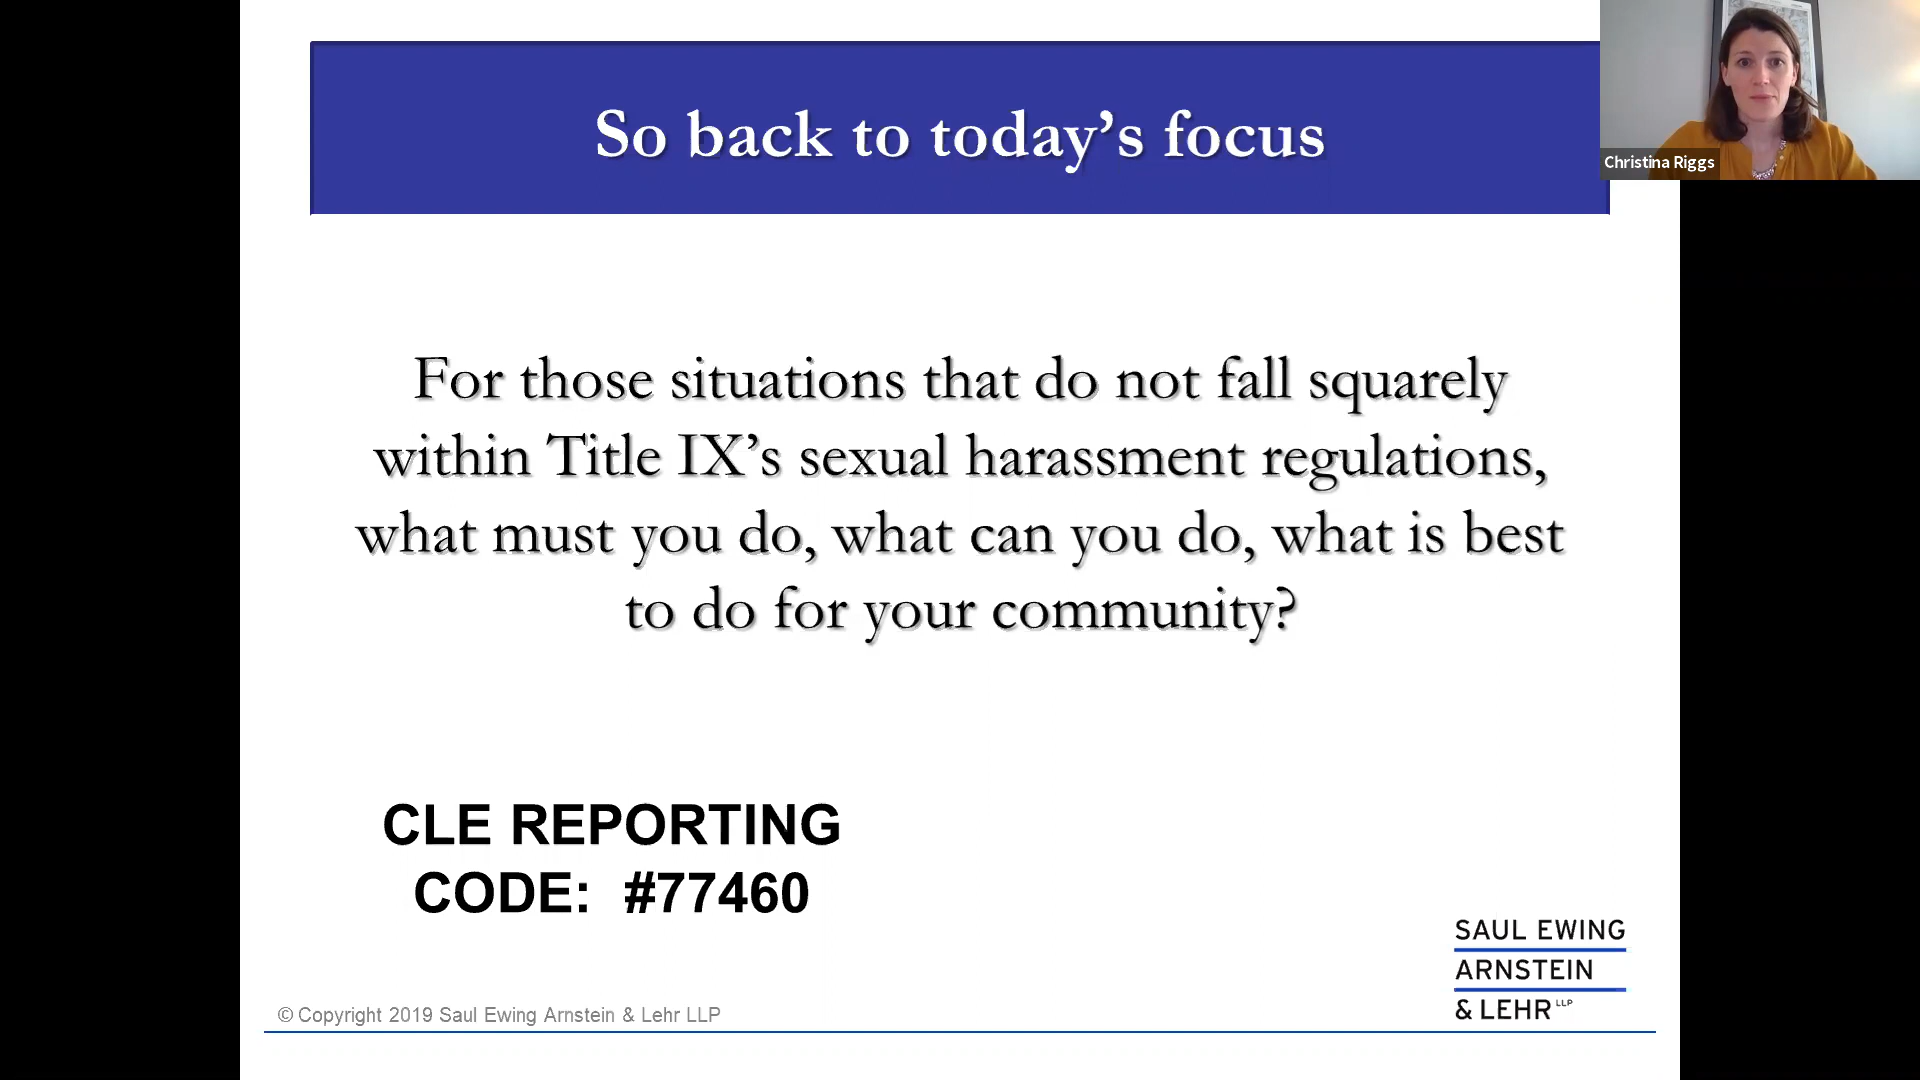 So back to today’s focus
Christina Riggs
For those situations that do not fall squarely
within Title IX’s sexual harassment regulations,
what must you do, what can you do, what is best
to do for your community?
CLE REPORTING
CODE: #77460
SAUL EWING
ARNSTEIN
& LEHR LLP
© Copyright 2019 Saul Ewing Arnstein & Lehr LLP